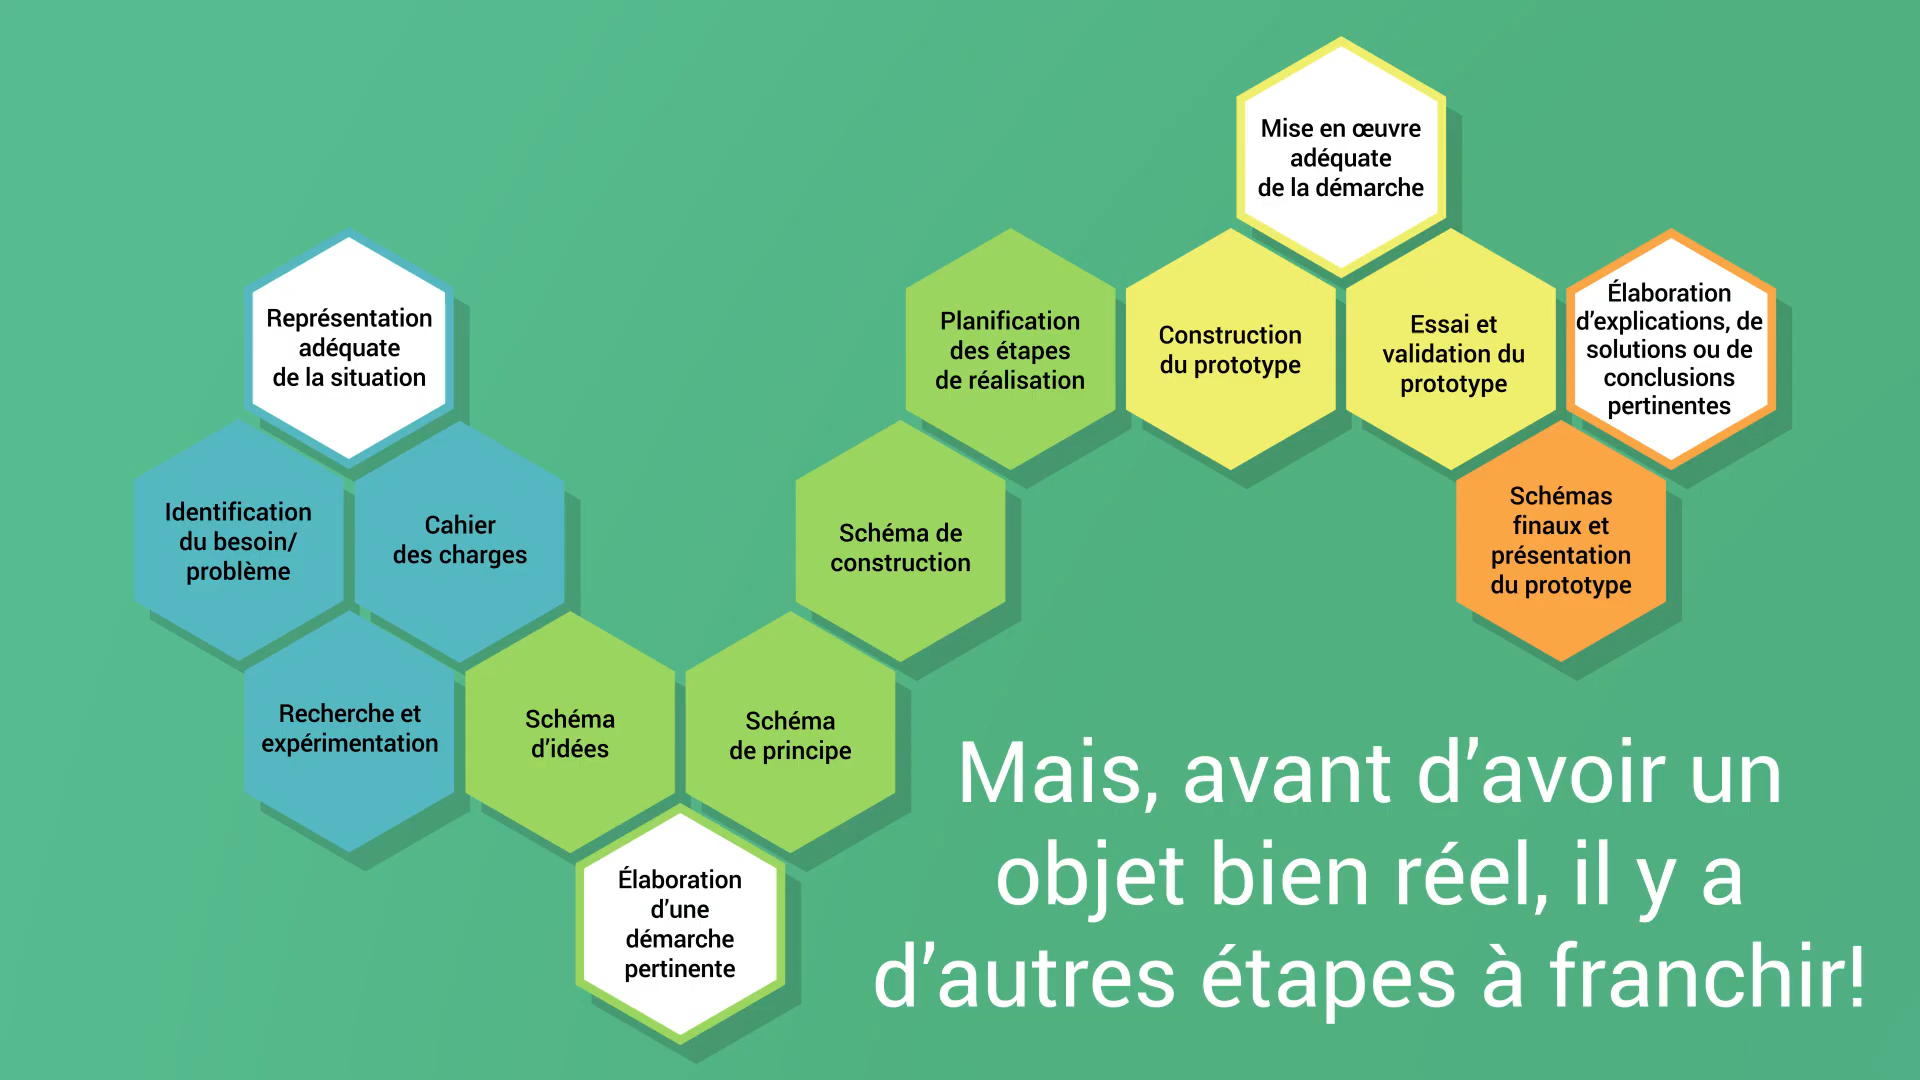 Représentation
adéquate
de la situation
Identification
du besoin/
problème
Cahier
des charges
Recherche et
expérimentation
Schéma
d’idées
Schéma
de principe
Élaboration
d’une
démarche
pertinente
Schéma de
construction
Planification
des étapes
de réalisation
Construction
du prototype
Mise en œuvre
adéquate
de la démarche
Essai et
validation du
prototype
Élaboration
d’explications, de
solutions ou de
conclusions
pertinentes
Schémas
finaux et
présentation
du prototype
Mais, avant d’avoir un
objet bien réel, il y a
d’autres étapes à franchir!